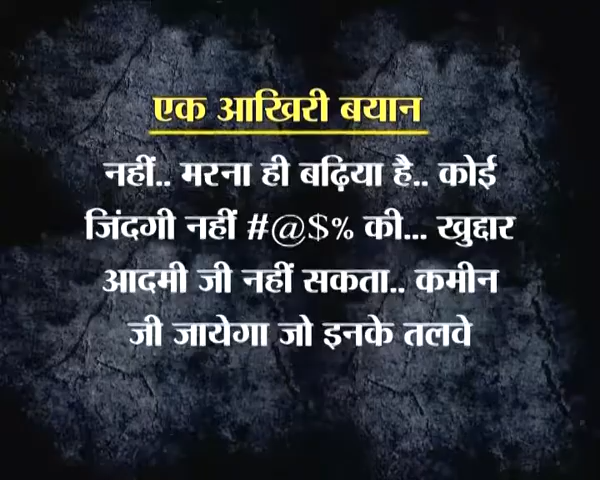 एक आखिरी बयान
नहीं.. मरना ही बढ़िया है.. कोई
जिंदगी नहीं #@$% की... खुद्दार
आदमी जी नहीं सकता.. कमीन
जी जायेगा जो इनके तलवे